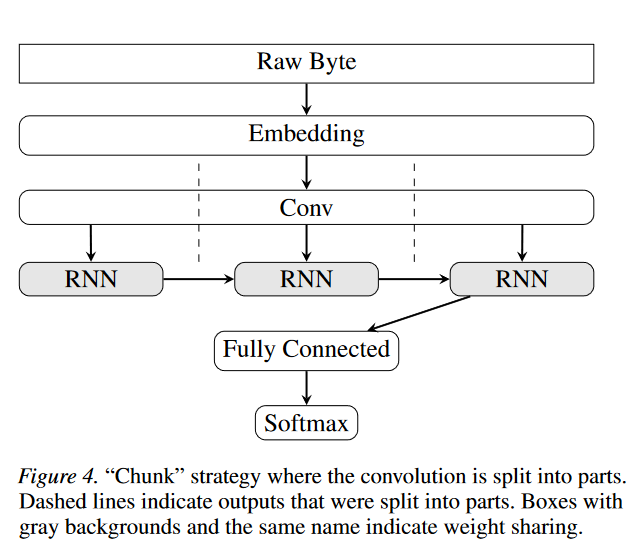 Raw Byte
Embedding
Conv
RNN RNN RNN
Fully Connected
Softmax
Figure 4. “Chunk” strategy where the convolution is split into parts.
Dashed lines indicate outputs that were split into parts. Boxes with
gray backgrounds and the same name indicate weight sharing.